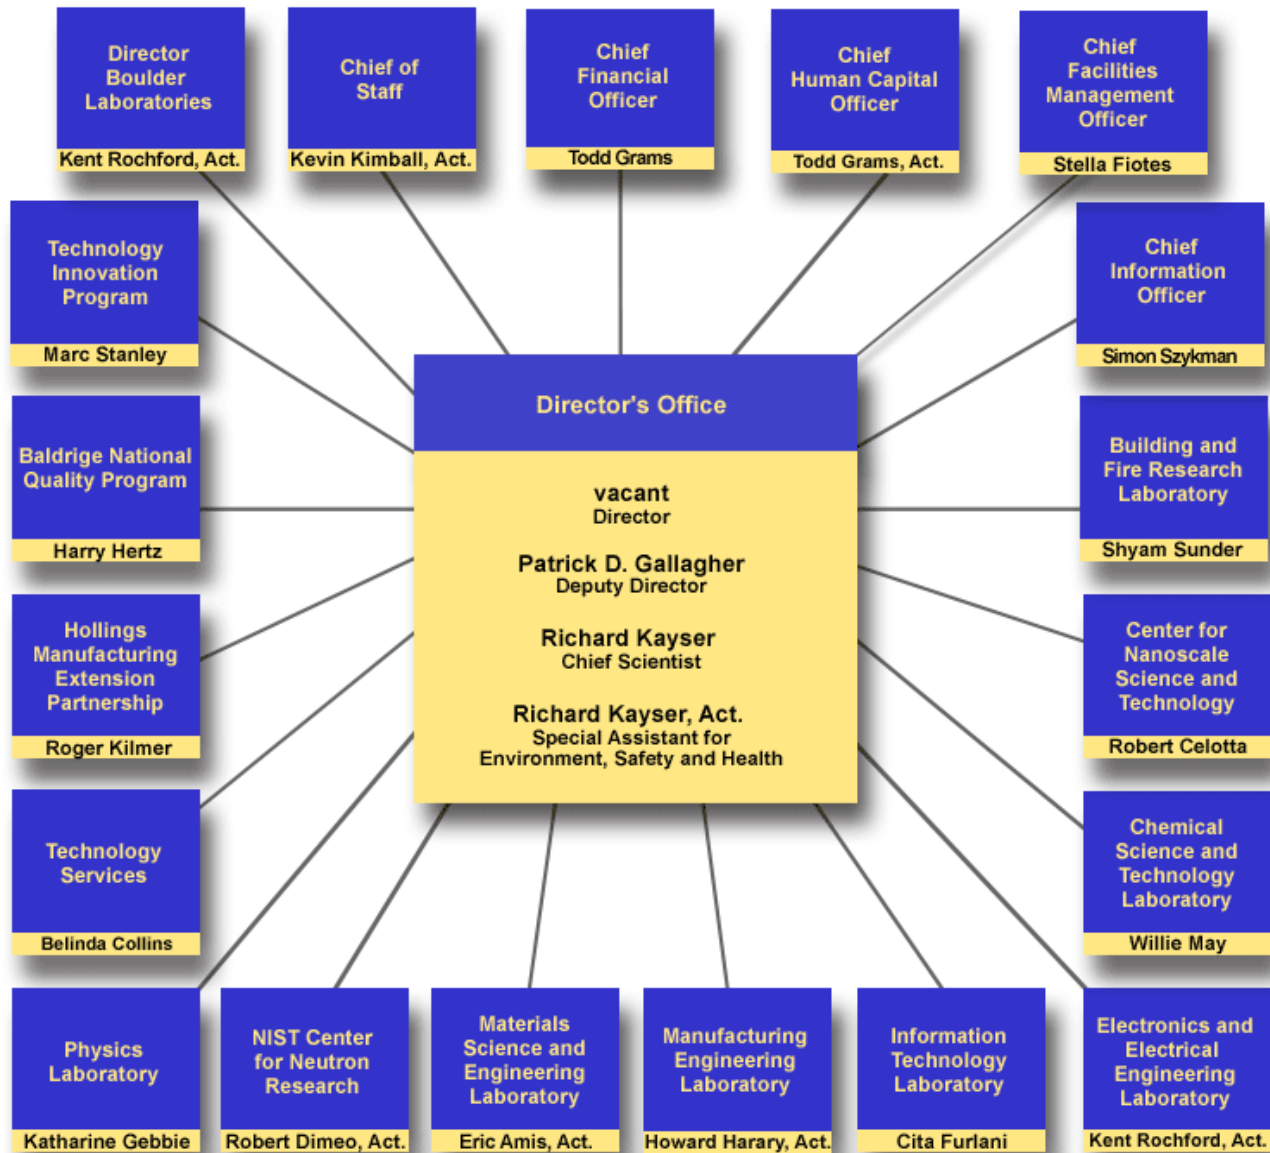 Director
Boulder
Laboratories
Kent Rochford, Act.
Chief of
Staff
Kevin Kimball, Act.
Chief
Financial
Officer
Todd Grams
Chief
Human Capital
Officer
Todd Grams, Act.
Chief
Facilities
Management
Officer
Stella Fiotes
Technology
Innovation
Program
Marc Stanley
Chief
Information
Officer
Simon Szykman
Director's Office
vacant
Director
Patrick D. Gallagher
Deputy Director
Richard Kayser
Chief Scientist
Richard Kayser, Act.
Special Assistant for
Environment, Safety and Health
Baldrige National
Quality Program
Harry Hertz
Building and
Fire Research
Laboratory
Shyam Sunder
Hollings
Manufacturing
Extension
Partnership
Roger Kilmer
Center for
Nanoscale
Science and
Technology
Robert Celotta
Technology
Services
Belinda Collins
Chemical
Science and
Technology
Laboratory
Willie May
Physics
Laboratory
Katharine Gebbie
NIST Center
for Neutron
Research
Robert Dimeo, Act.
Materials
Science and
Engineering
Laboratory
Eric Amis, Act.
Manufacturing
Engineering
Laboratory
Howard Harary, Act.
Information
Technology
Laboratory
Cita Furlani
Electronics and
Electrical
Engineering
Laboratory
Kent Rochford, Act.